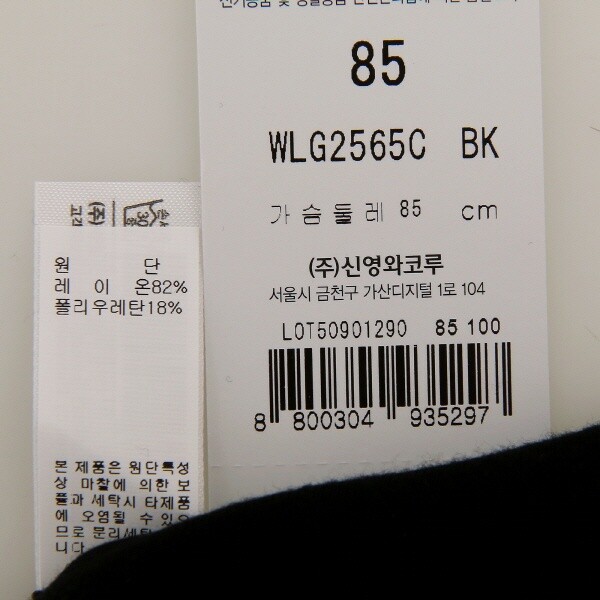 85
WLG2565C BK
가슴둘레 85 cm
(주)신영와코루
서울시 금천구 가산디지털 1로 104
LOT50901290 85 100
8 800304 935297
(주)
원 단
레 이 온82%
폴리우레탄18%
본 제품은 원단특성
상 마찰에 의한 보
풀과 세탁시 타제품
에 오염될 수 있으
므로 분리세탁
니다